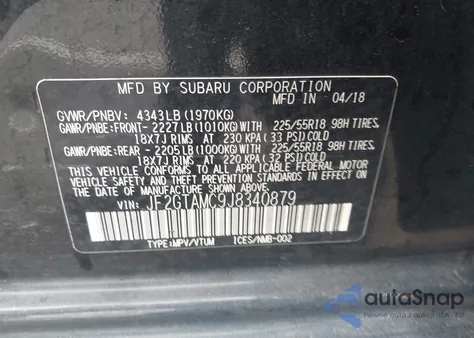 MFD BY SUBARU CORPORATION
GVWR/PNBV: 4343LB(1970KG) IN 04/18
GAWR/PNBE:FRONT- 2227LB(1010KG)WITH 225/55R18 98H TIRES,
18X7J RIMS AT 230 KPA (33 PSI)COLD
GAWR/PNBE:REAR - 2205LB(1000KG)WITH 225/55R18 98H TIRES,
18X7J RIMS AT 220 KPA (32 PSI)COLD
THIS VEHICLE CONFORMS TO ALL APPLICABLE FEDERAL MOTOR
VEHICLE SAFETY AND THEFT PREVENTION STANDARDS IN EFFECT ON
THE DATE OF MANUFACTURE SHOWN ABOVE.
VIN: JF2GTAMC9J8340879
TYPE:MPV/VTUM ICES/NMB-002
autoSnap
Pewne auto z USA